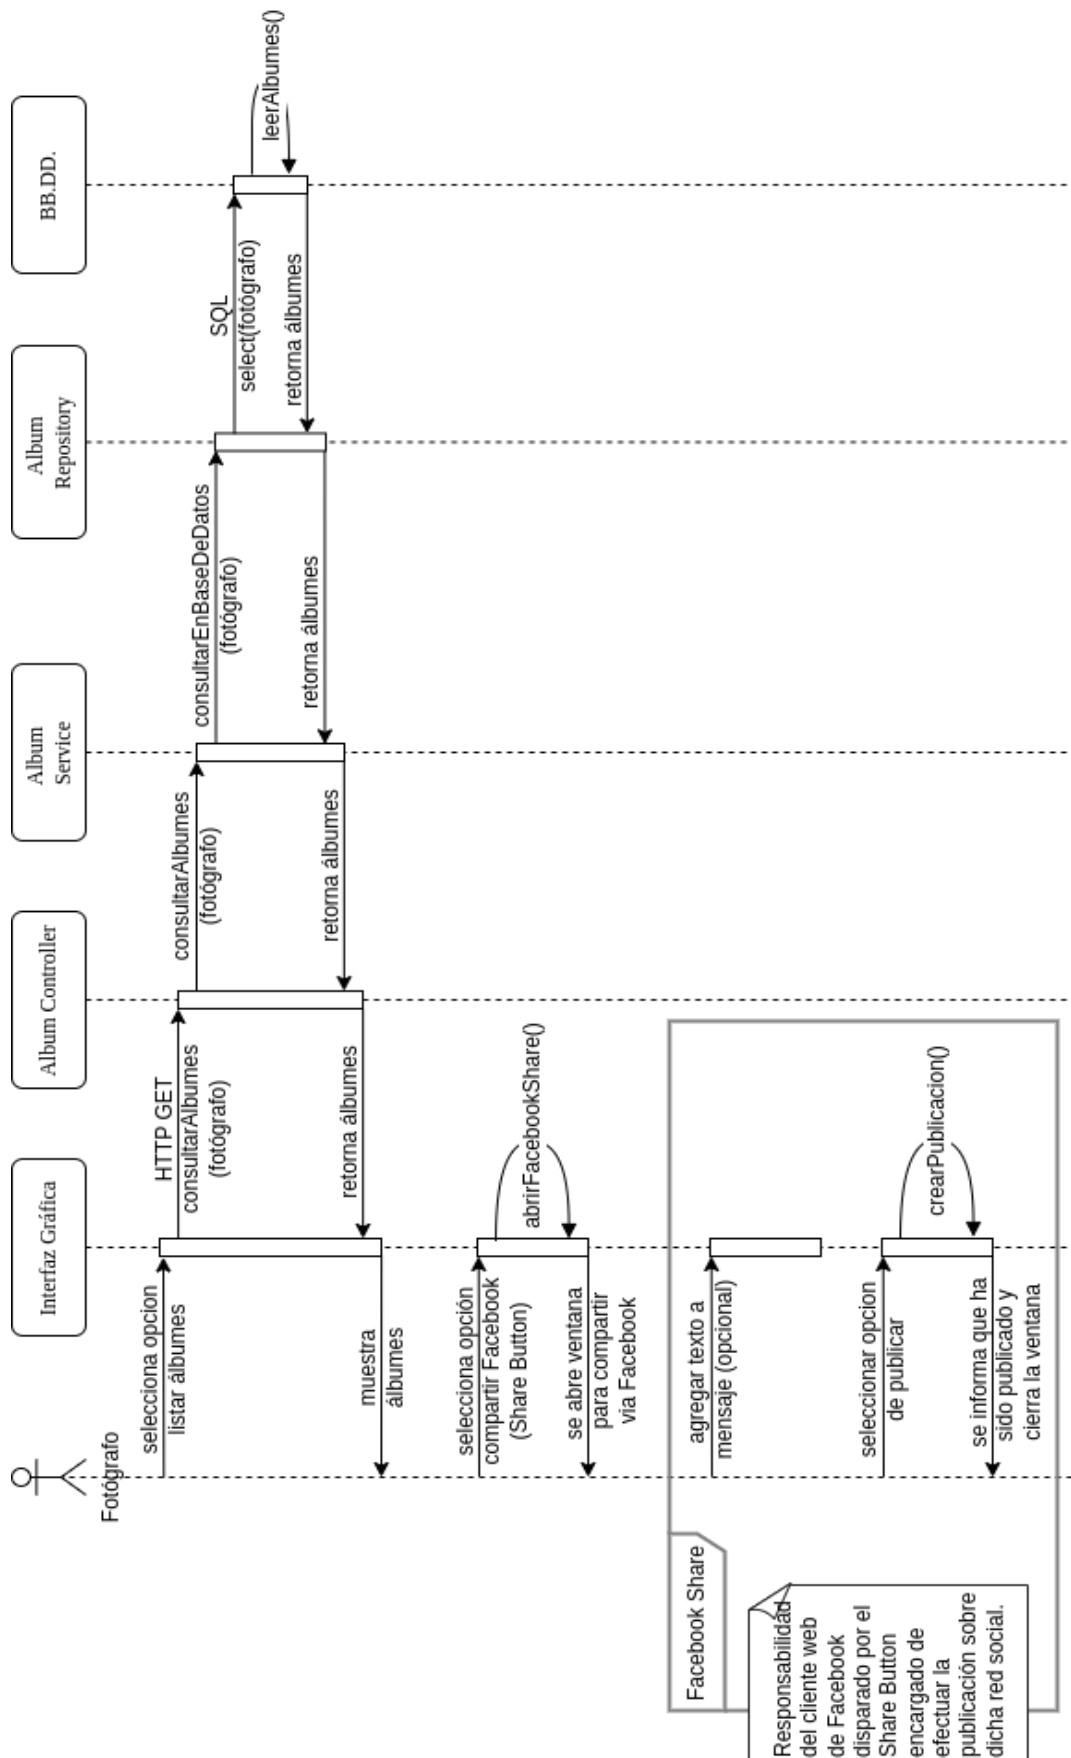 Fotógrafo
Interfaz Gráfica
Album Controller
Album
Service
Album
Repository
BB.DD.
selecciona opcion
listar álbumes
HTTP GET
consultarAlbumes
(fotógrafo)
consultarAlbumes
(fotógrafo)
consultarEnBaseDeDatos
(fotógrafo)
SQL
select(fotógrafo)
leerAlbumes()
retorna álbumes
retorna álbumes
retorna álbumes
retorna álbumes
muestra
álbumes
selecciona opción
compartir Facebook
(Share Button)
abrirFacebookShare()
se abre ventana
para compartir
via Facebook
Facebook Share
agregar texto a
mensaje (opcional)
seleccionar opcion
de publicar
crearPublicacion()
se informa que ha
sido publicado y
cierra la ventana
Responsabilidad
del cliente web
de Facebook
disparado por el
Share Button
encargado de
efectuar la
publicación sobre
dicha red social.